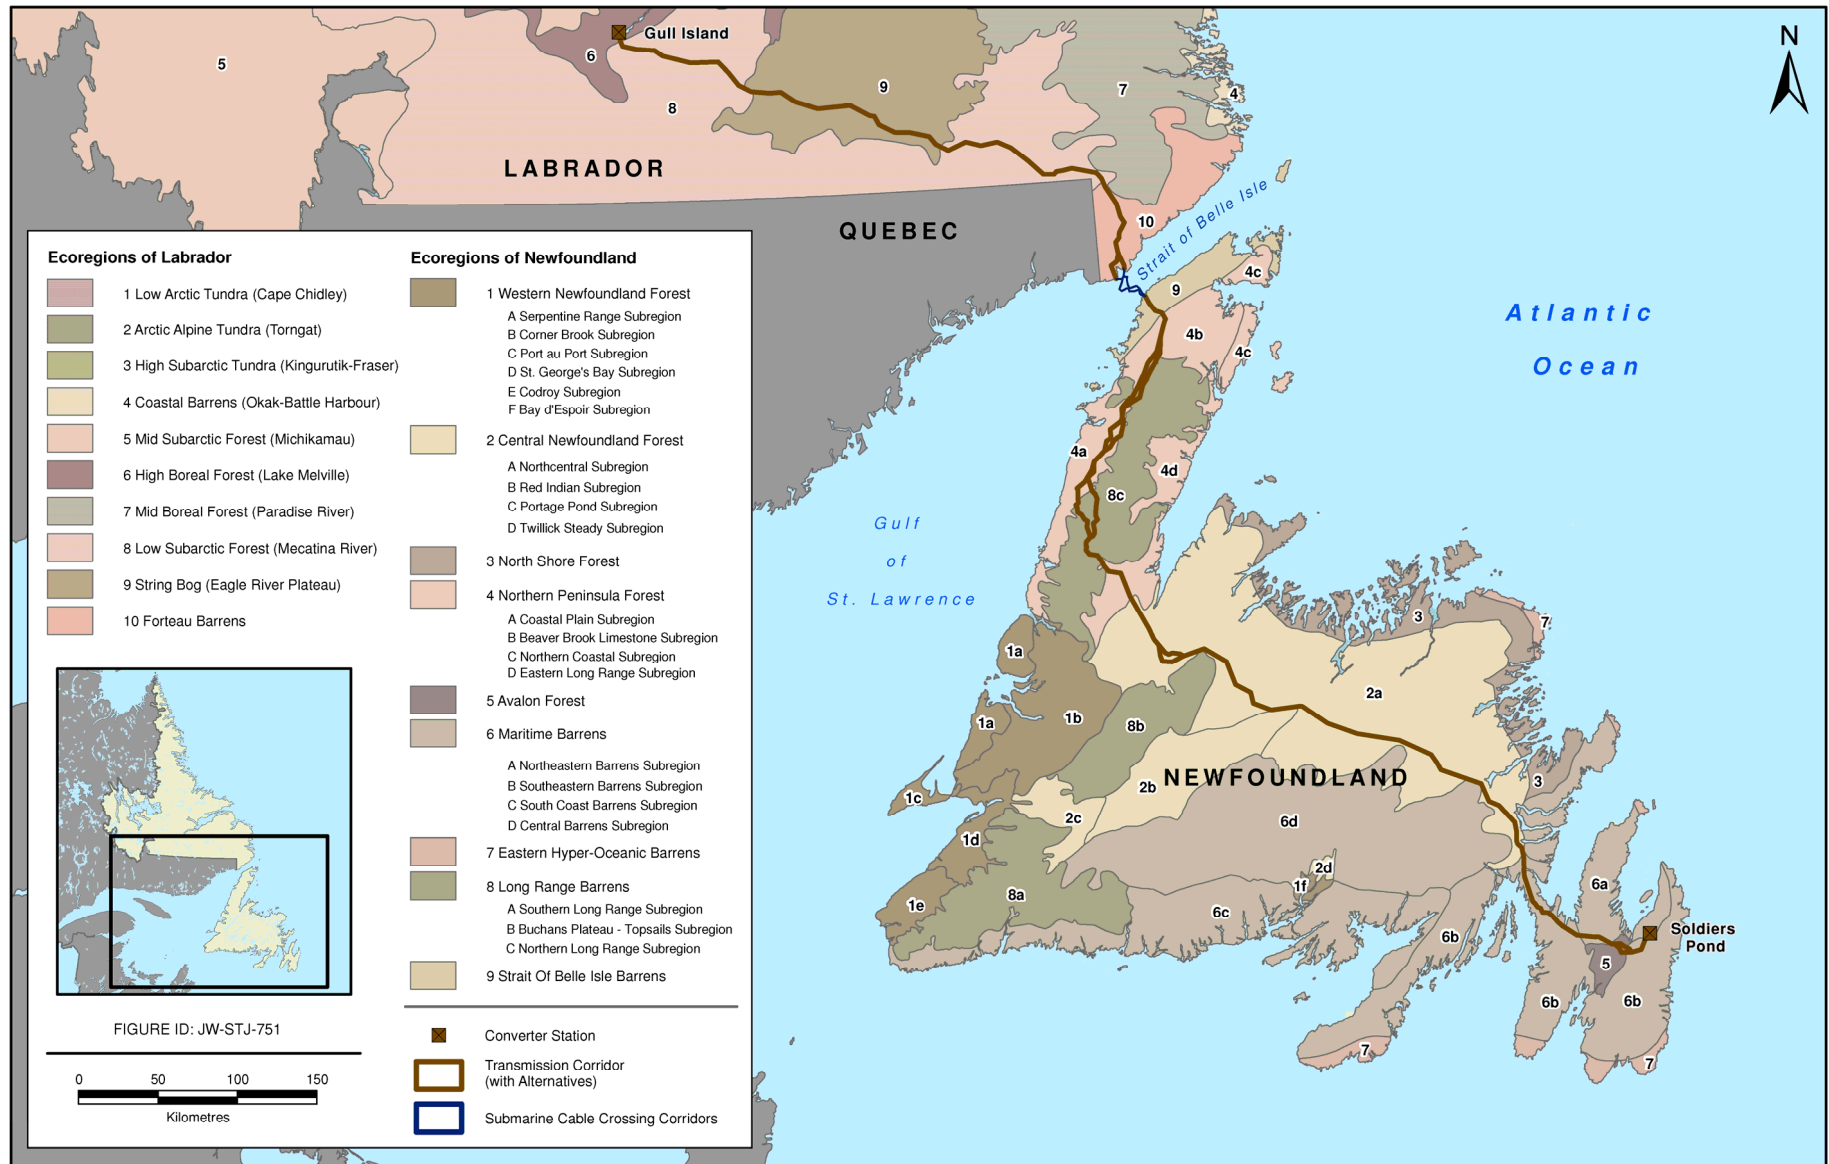 N
Gull Island
5
6
8
9
7
4
LABRADOR
QUEBEC
10
Strait of Belle Isle
9
4c
4b
4c
Atlantic
Ocean
4a
4d
8c
Gulf
of
St. Lawrence
3
7
1a
2a
1a
1b
8b
1c
2b
NEWFOUNDLAND
3
2c
6d
1d
2d
1f
8a
6a
1e
6c
6b
Soldiers
Pond
5
6b
6b
7
7
Ecoregions of Labrador
1 Low Arctic Tundra (Cape Chidley)
2 Arctic Alpine Tundra (Torngat)
3 High Subarctic Tundra (Kingurutik-Fraser)
4 Coastal Barrens (Okak-Battle Harbour)
5 Mid Subarctic Forest (Michikamau)
6 High Boreal Forest (Lake Melville)
7 Mid Boreal Forest (Paradise River)
8 Low Subarctic Forest (Mecatina River)
9 String Bog (Eagle River Plateau)
10 Forteau Barrens
FIGURE ID: JW-STJ-751
0 50 100 150
Kilometres
Ecoregions of Newfoundland
1 Western Newfoundland Forest
A Serpentine Range Subregion
B Corner Brook Subregion
C Port au Port Subregion
D St. George's Bay Subregion
E Codroy Subregion
F Bay d'Espoir Subregion
2 Central Newfoundland Forest
A Northcentral Subregion
B Red Indian Subregion
C Portage Pond Subregion
D Twillick Steady Subregion
3 North Shore Forest
4 Northern Peninsula Forest
A Coastal Plain Subregion
B Beaver Brook Limestone Subregion
C Northern Coastal Subregion
D Eastern Long Range Subregion
5 Avalon Forest
6 Maritime Barrens
A Northeastern Barrens Subregion
B Southeastern Barrens Subregion
C South Coast Barrens Subregion
D Central Barrens Subregion
7 Eastern Hyper-Oceanic Barrens
8 Long Range Barrens
A Southern Long Range Subregion
B Buchans Plateau - Topsails Subregion
C Northern Long Range Subregion
9 Strait Of Belle Isle Barrens
Converter Station
Transmission Corridor
(with Alternatives)
Submarine Cable Crossing Corridors